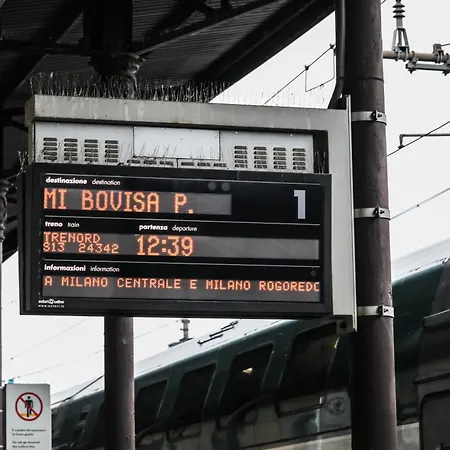 destinazione destination
MI BOVISA P. 1
treno train partenza departure
TRENORD
S13 24342 12:39
informazioni information
A MILANO CENTRALE E MILANO ROGOREDO